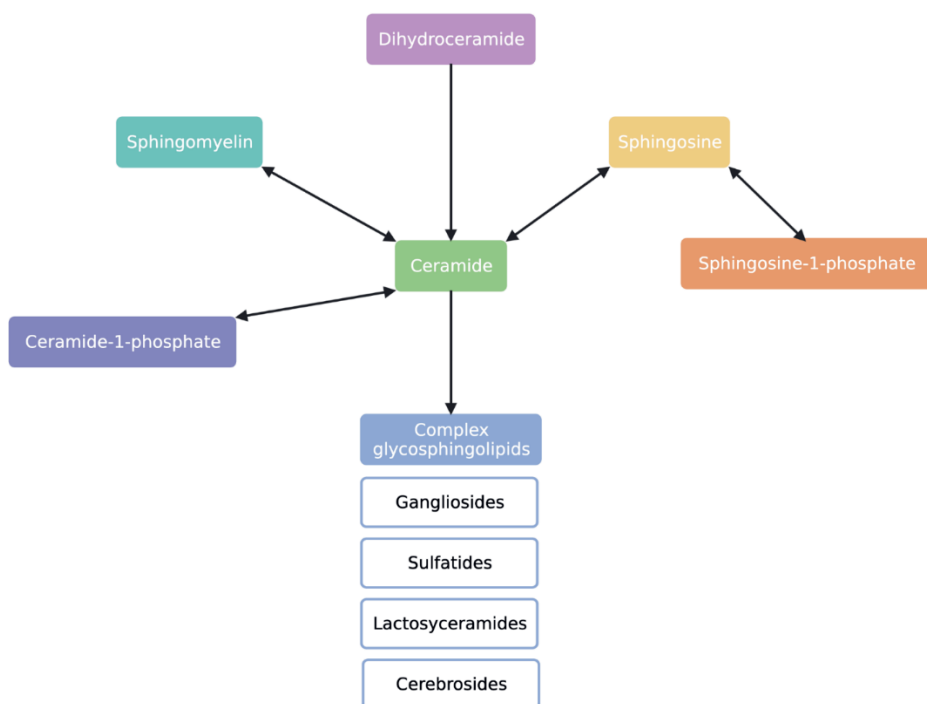 Dihydroceramide
Sphingomyelin
Sphingosine
Ceramide
Sphingosine-1-phosphate
Ceramide-1-phosphate
Complex
glycosphingolipids
Gangliosides
Sulfatides
Lactosyceramides
Cerebrosides